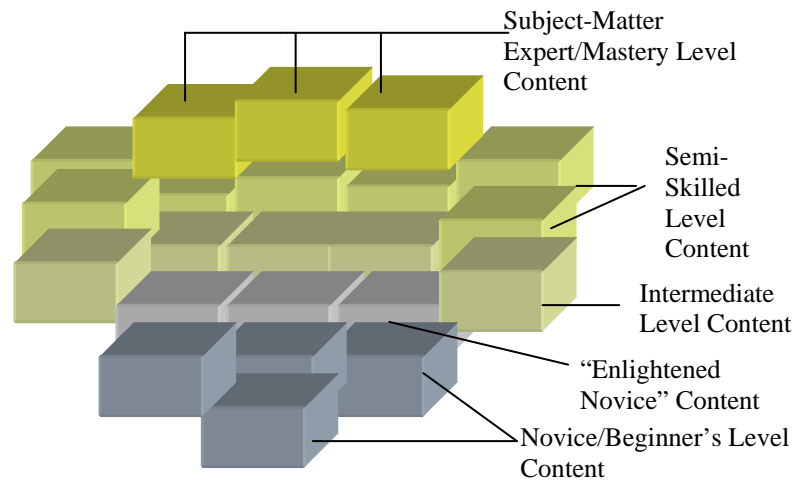 Subject-Matter
Expert/Mastery Level
Content
Semi-
Skilled
Level
Content
Intermediate
Level Content
“Enlightened
Novice” Content
Novice/Beginner’s Level
Content